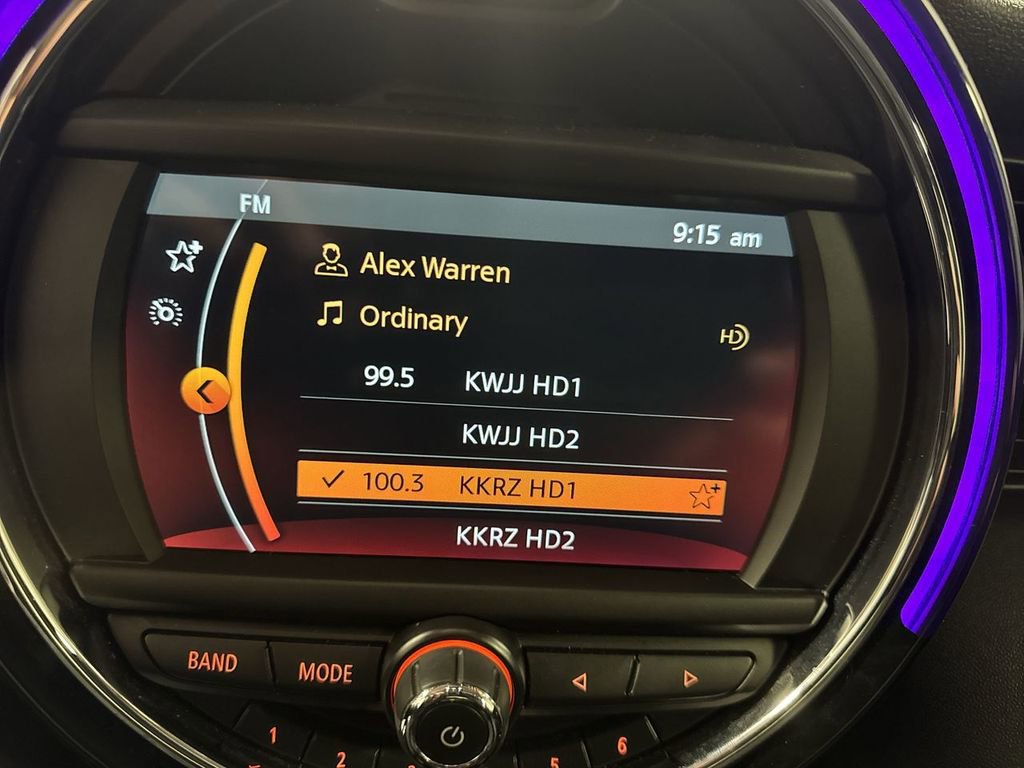 FM
9:15 am
Alex Warren
Ordinary
HD
99.5 KWJJ HD1
KWJJ HD2
100.3 KKRZ HD1
KKRZ HD2
BAND MODE
1 2 5 6